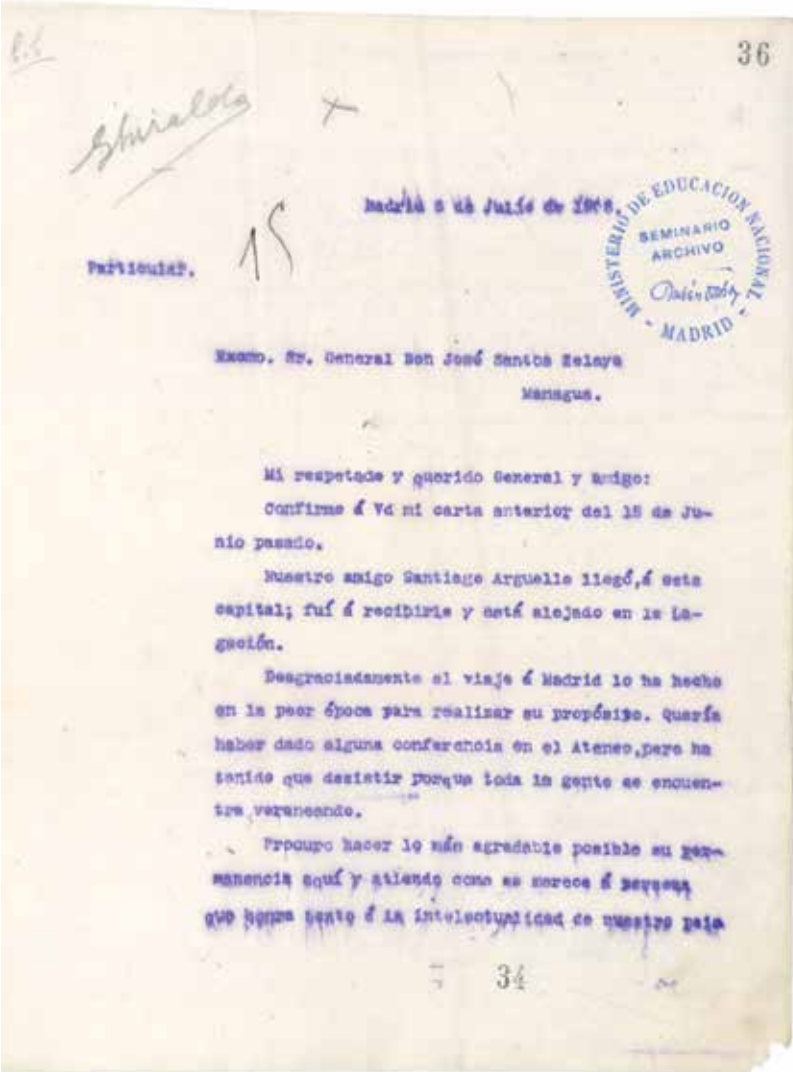 36
15
Madrid 5 de Julio de 1908.
MINISTERIO DE EDUCACION NACIONAL
SEMINARIO
ARCHIVO
- MADRID -
Particular.
Exmmo. Sr. General Don José Santos Zelaya
Managua.
Mi respetado y querido General y amigo:
Confirmo á Vd mi carta anterior del 15 de Ju-
nio pasado.
Nuestro amigo Santiago Arguello llegó,á esta
capital; fuí á recibirle y está alojado en la Le-
gación.
Desgraciadamente el viaje á Madrid lo ha hecho
en la peor época para realizar su propósito. Quería
haber dado alguna conferencia en el Ateneo,pero ha
tenido que desistir porque toda la gente se encuen-
tra veraneando.
Procuro hacer lo más agradable posible su per-
manencia aquí y atiendo como se merece á persona
que honra tanto á la intelectualidad de nuestro pais
34